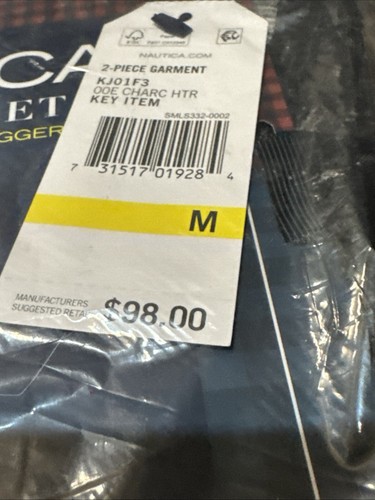 CA
ET
GGER
NAUTICA.COM
2-PIECE GARMENT
KJ01F3
00E CHARC HTR
KEY ITEM
SMLS332-0002
7 31517 01928 4
M
MANUFACTURERS
SUGGESTED RETAI
$98.00